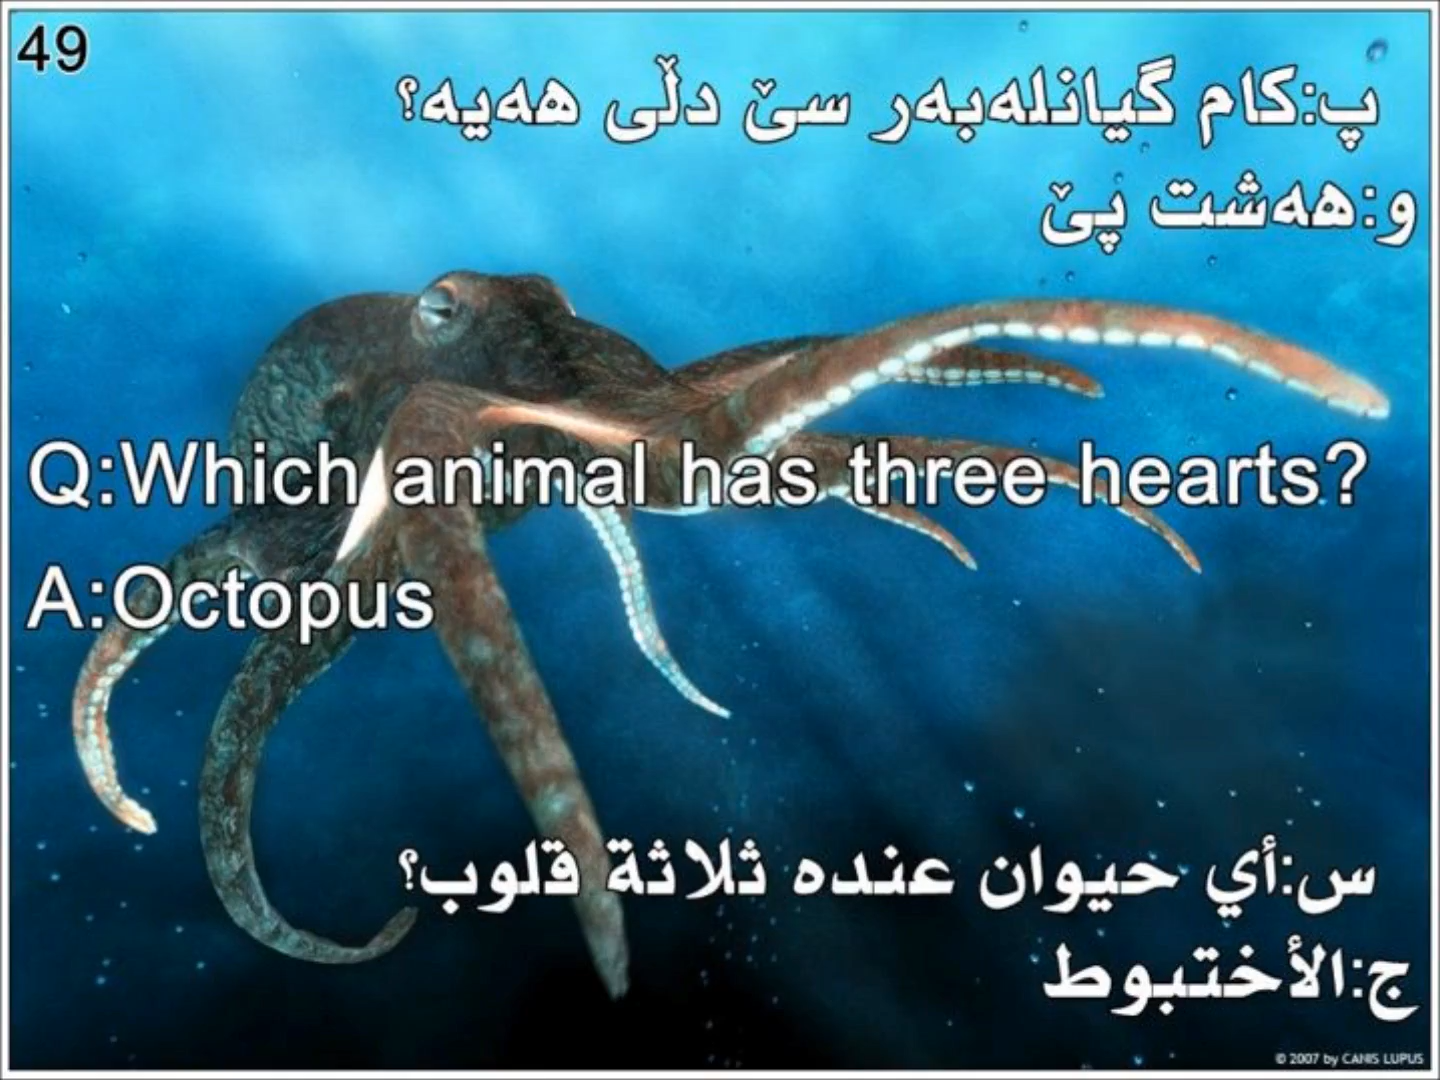 49
پ:کام گیانلەبەر سێ دڵی هەیە؟
و:هەشت پێ
Q:Which animal has three hearts?
A:Octopus
س:أي حيوان عنده ثلاثة قلوب؟
ج:الأختبوط
© 2007 by CANIS LUPUS